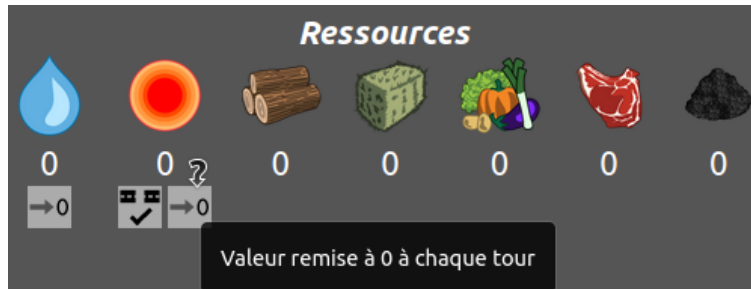 Ressources
0 0 0 0 0 0 0
→0 →0
?
Valeur remise à 0 à chaque tour